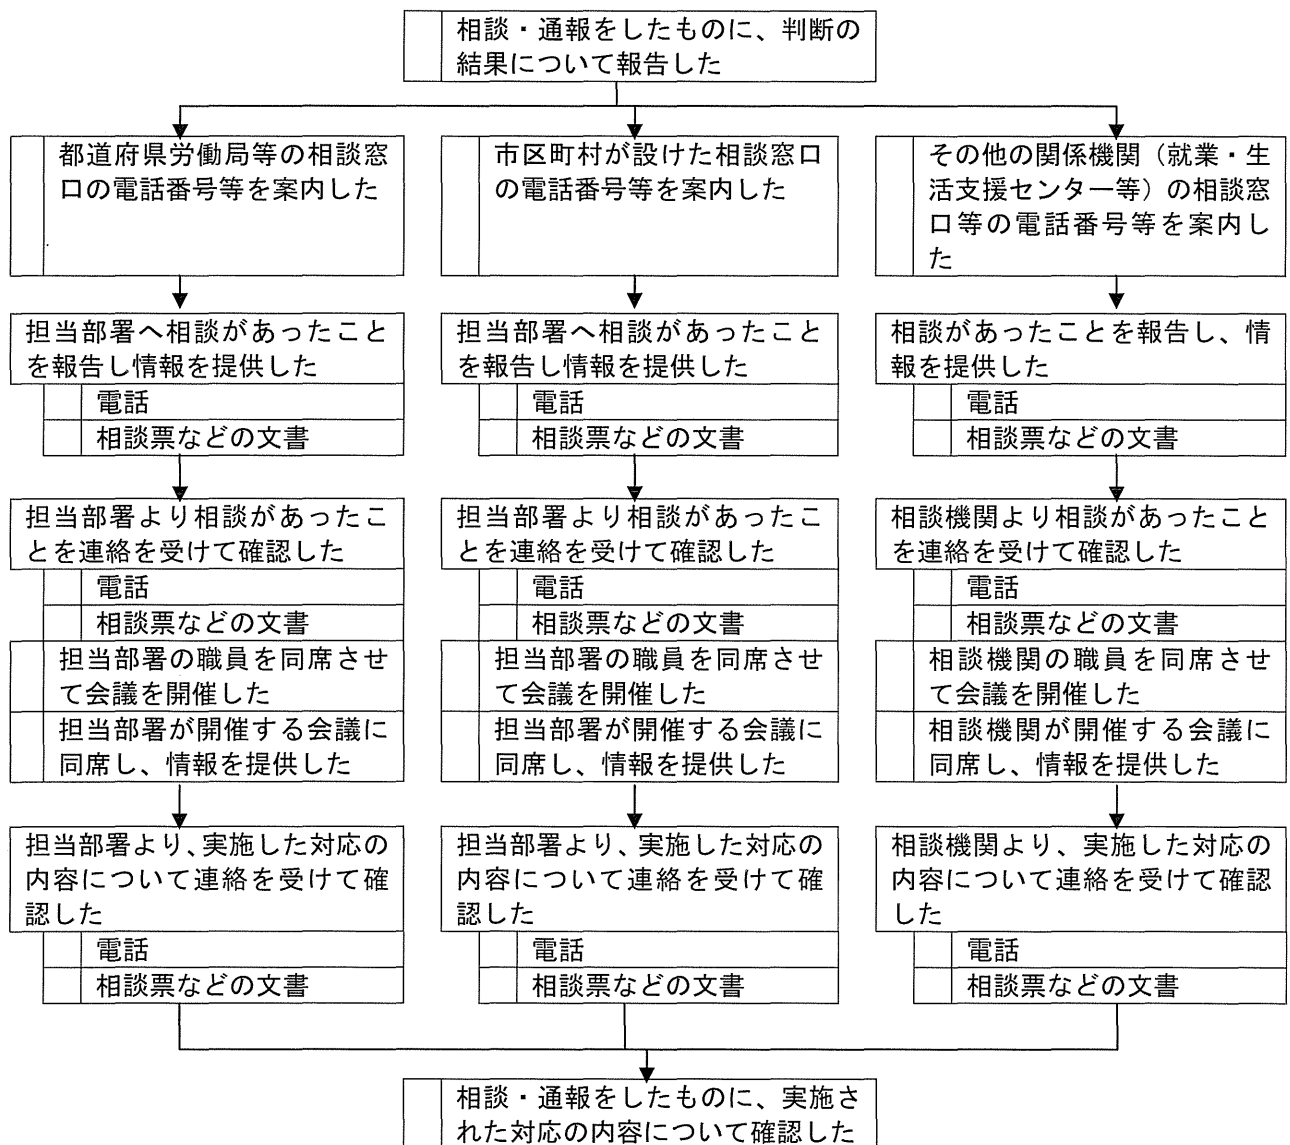 相談・通報をしたものに、判断の
結果について報告した
都道府県労働局等の相談窓
口の電話番号等を案内した
市区町村が設けた相談窓口
の電話番号等を案内した
その他の関係機関（就業・生
活支援センター等）の相談窓
口等の電話番号等を案内し
た
担当部署へ相談があったこと
を報告し情報を提供した
電話
相談票などの文書
担当部署へ相談があったこと
を報告し情報を提供した
電話
相談票などの文書
相談があったことを報告し、情
報を提供した
電話
相談票などの文書
担当部署より相談があったこ
とを連絡を受けて確認した
電話
相談票などの文書
担当部署の職員を同席させ
て会議を開催した
担当部署が開催する会議に
同席し、情報を提供した
担当部署より相談があったこ
とを連絡を受けて確認した
電話
相談票などの文書
担当部署の職員を同席させ
て会議を開催した
担当部署が開催する会議に
同席し、情報を提供した
相談機関より相談があったこと
を連絡を受けて確認した
電話
相談票などの文書
相談機関の職員を同席させ
て会議を開催した
相談機関が開催する会議に
同席し、情報を提供した
担当部署より、実施した対応の
内容について連絡を受けて確
認した
電話
相談票などの文書
担当部署より、実施した対応の
内容について連絡を受けて確
認した
電話
相談票などの文書
相談機関より、実施した対応の
内容について連絡を受けて確認
した
電話
相談票などの文書
相談・通報をしたものに、実施さ
れた対応の内容について確認した